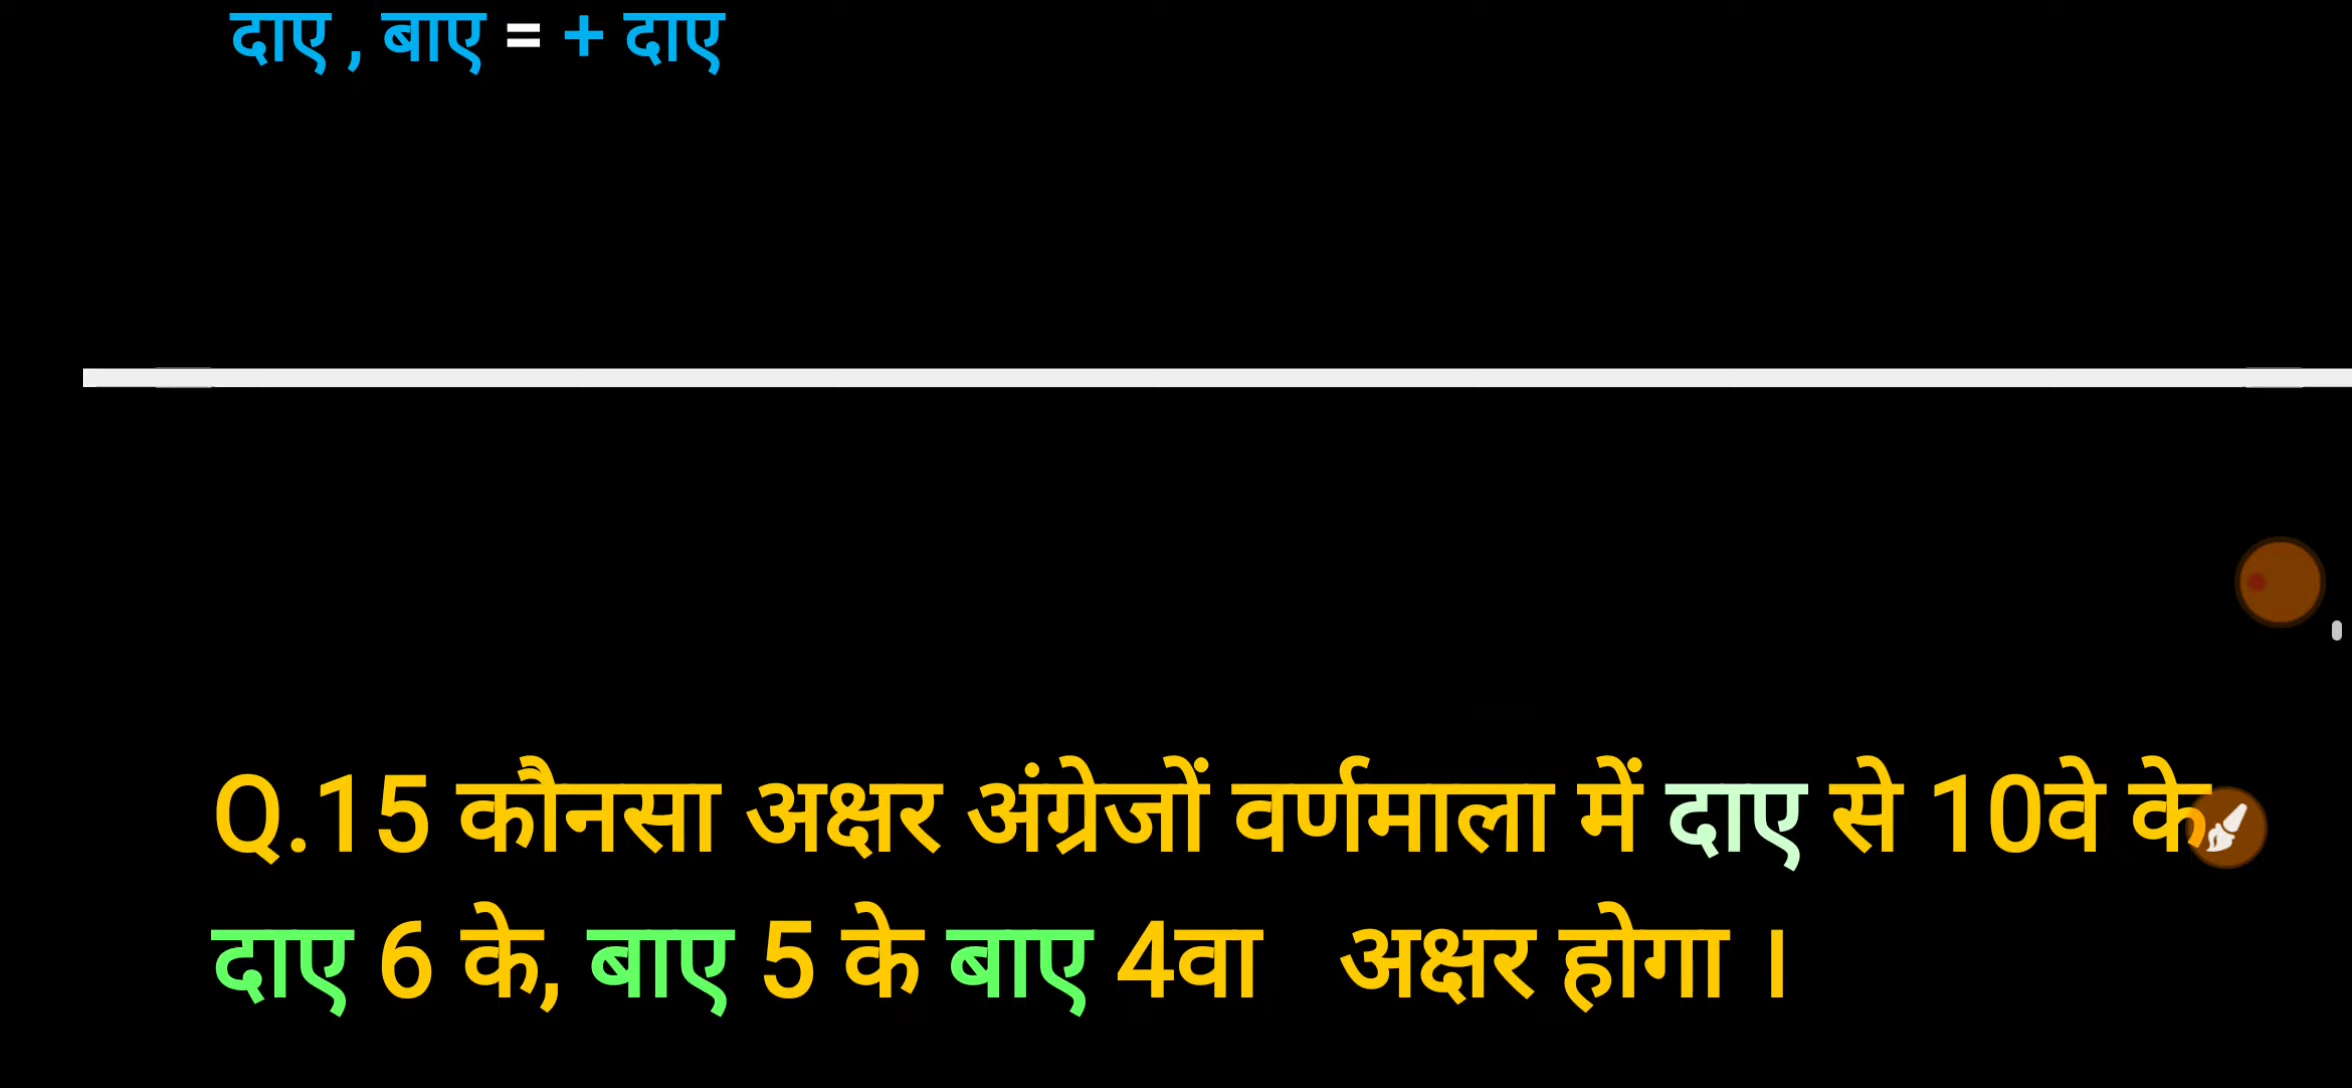 दाए , बाए = + दाए
Q.15 कौनसा अक्षर अंग्रेजों वर्णमाला में दाए से 10वे के
दाए 6 के, बाए 5 के बाए 4वा अक्षर होगा ।